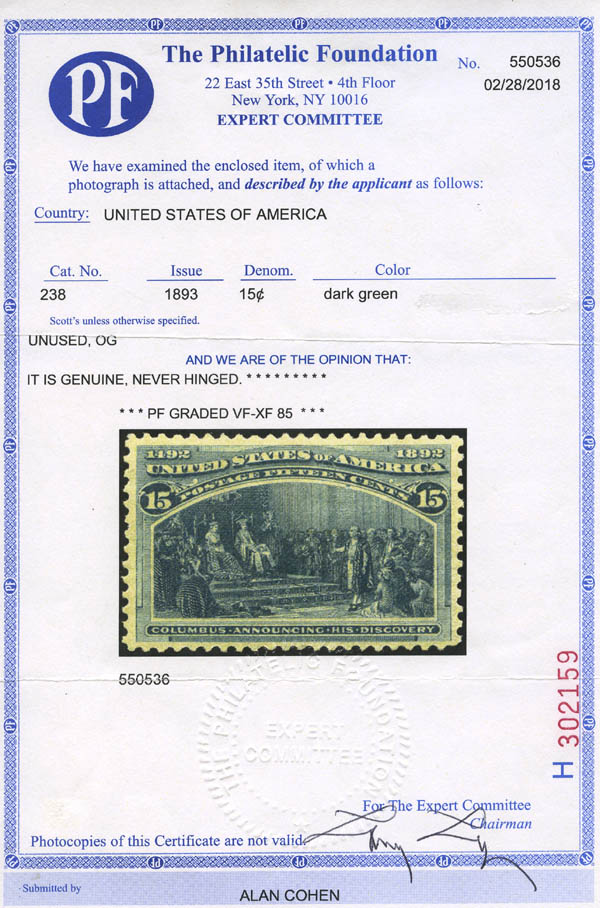 PF
The Philatelic Foundation
No. 550536
22 East 35th Street • 4th Floor
02/28/2018
New York, NY 10016
EXPERT COMMITTEE
We have examined the enclosed item, of which a
photograph is attached, and described by the applicant as follows:
Country: UNITED STATES OF AMERICA
Cat. No. Issue Denom. Color
238 1893 15¢ dark green
Scott's unless otherwise specified.
UNUSED, OG
AND WE ARE OF THE OPINION THAT:
IT IS GENUINE, NEVER HINGED. * * * * * * * * *
* * * PF GRADED VF-XF 85 * * *
1492 1892
UNITED STATES OF AMERICA
POSTAGE FIFTEEN CENTS
15 15
COLUMBUS · ANNOUNCING · HIS · DISCOVERY
550536
THE PHILATELIC FOUNDATION
EXPERT
COMMITTEE
H 302159
For The Expert Committee
Chairman
Photocopies of this Certificate are not valid.
Submitted by
ALAN COHEN